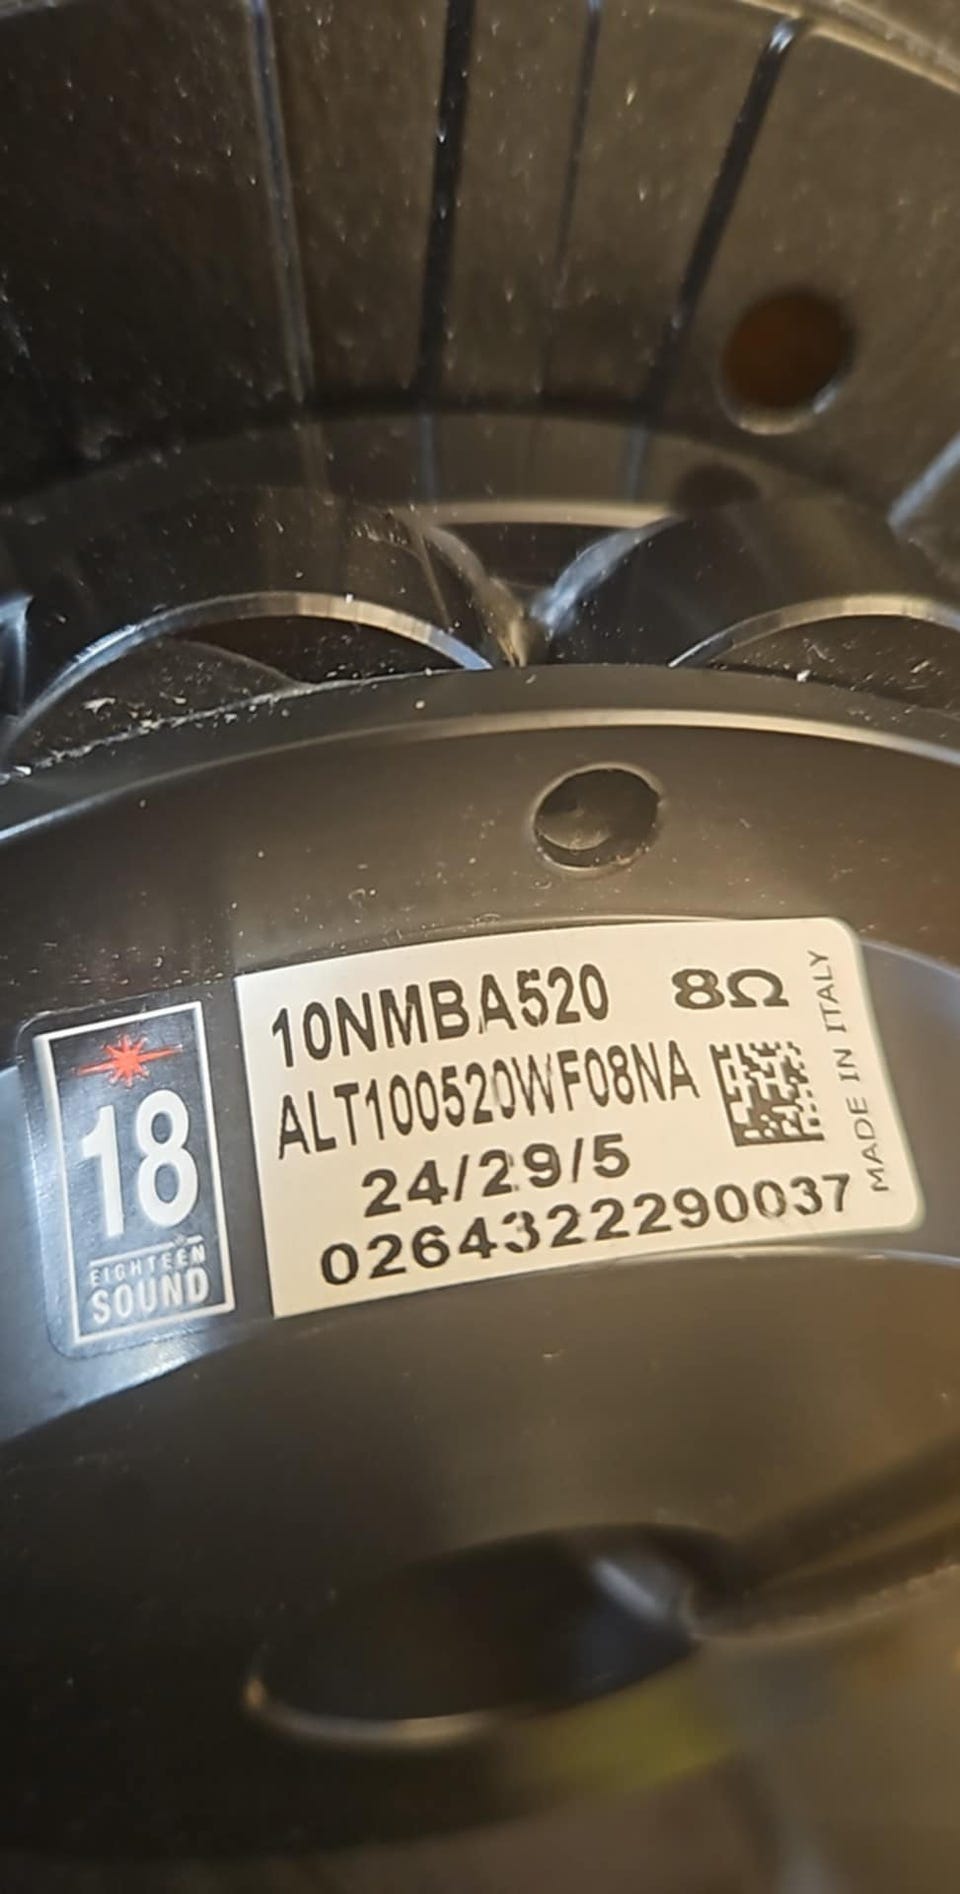 18
EIGHTEEN
SOUND
10NMBA520 8Ω
ALT100520WF08NA
24/29/5
0264322290037
MADE IN ITALY